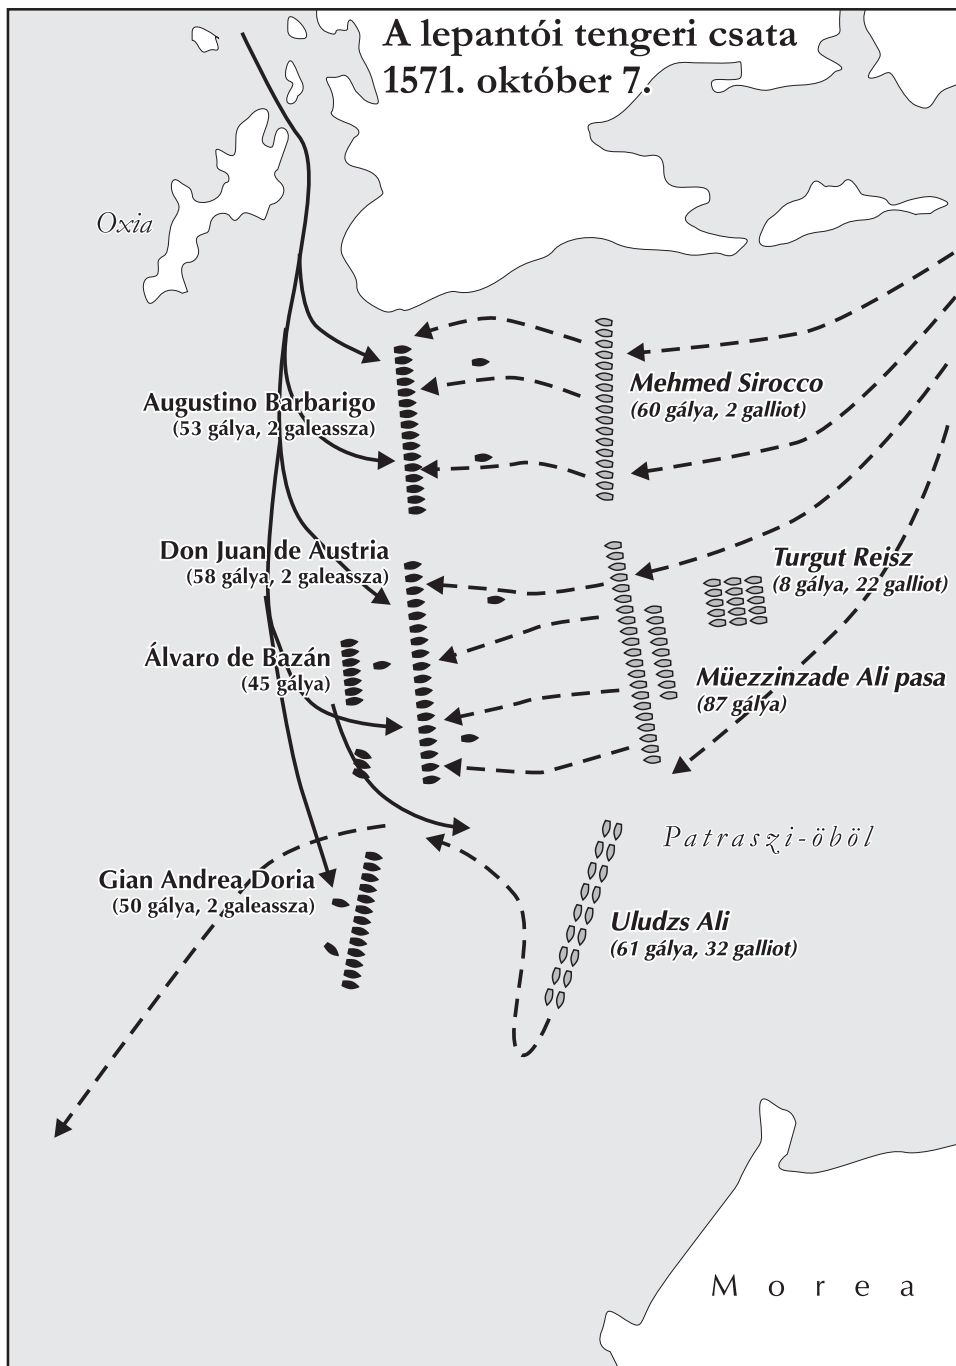 A lepantói tengeri csata
1571. október 7.
Oxia
Augustino Barbarigo
(53 gálya, 2 galeassza)
Mehmed Sirocco
(60 gálya, 2 galliot)
Don Juan de Austria
(58 gálya, 2 galeassza)
Turgut Reisz
(8 gálya, 22 galliot)
Álvaro de Bazán
(45 gálya)
Müezzinzade Ali pasa
(87 gálya)
Patraszi-öböl
Gian Andrea Doria
(50 gálya, 2 galeassza)
Uludzs Ali
(61 gálya, 32 galliot)
Morea